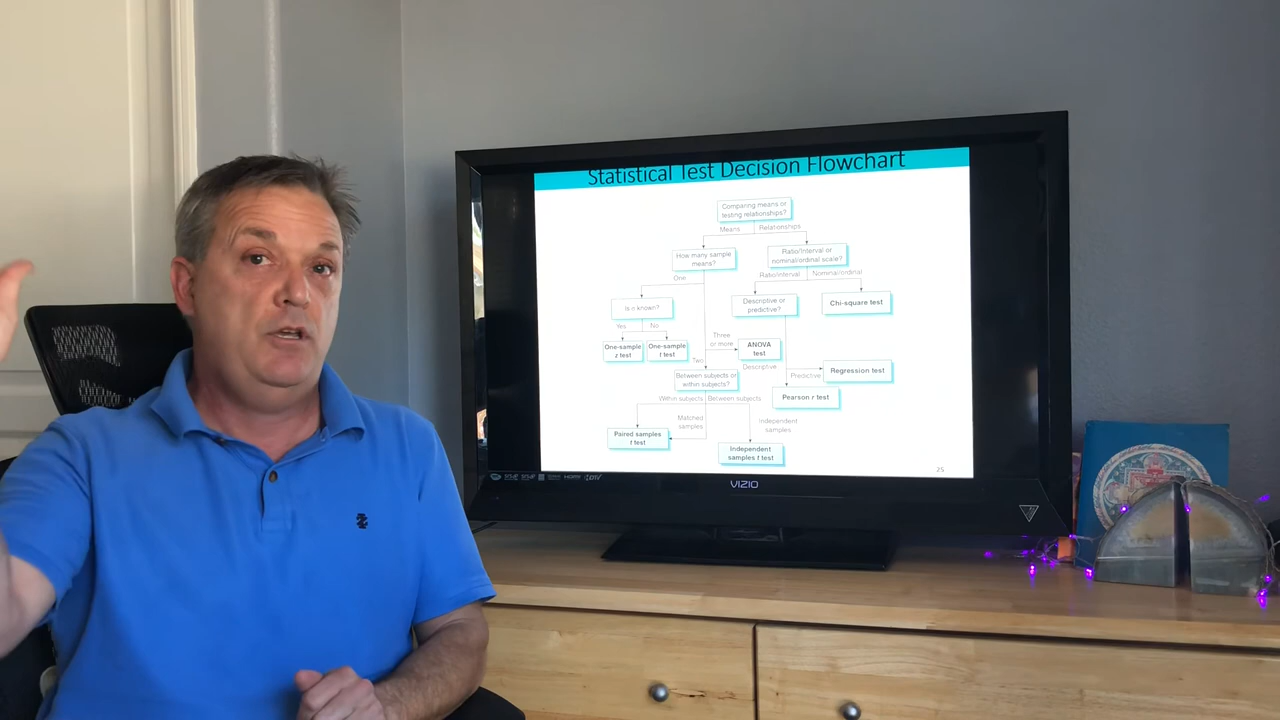 Statistical Test Decision Flowchart
Comparing means or
testing relationships?
Means
Relationships
How many sample
means?
Ratio/Interval or
nominal/ordinal scale?
One
Ratio/interval
Nominal/ordinal
Is σ known?
Descriptive or
predictive?
Chi-square test
Yes
No
Three
or more
One-sample
z test
One-sample
t test
ANOVA
test
Two
Descriptive
Between subjects or
within subjects?
Predictive
Regression test
Pearson r test
Within subjects
Between subjects
Matched
samples
Independent
samples
Paired samples
t test
Independent
samples t test
25
VIZIO